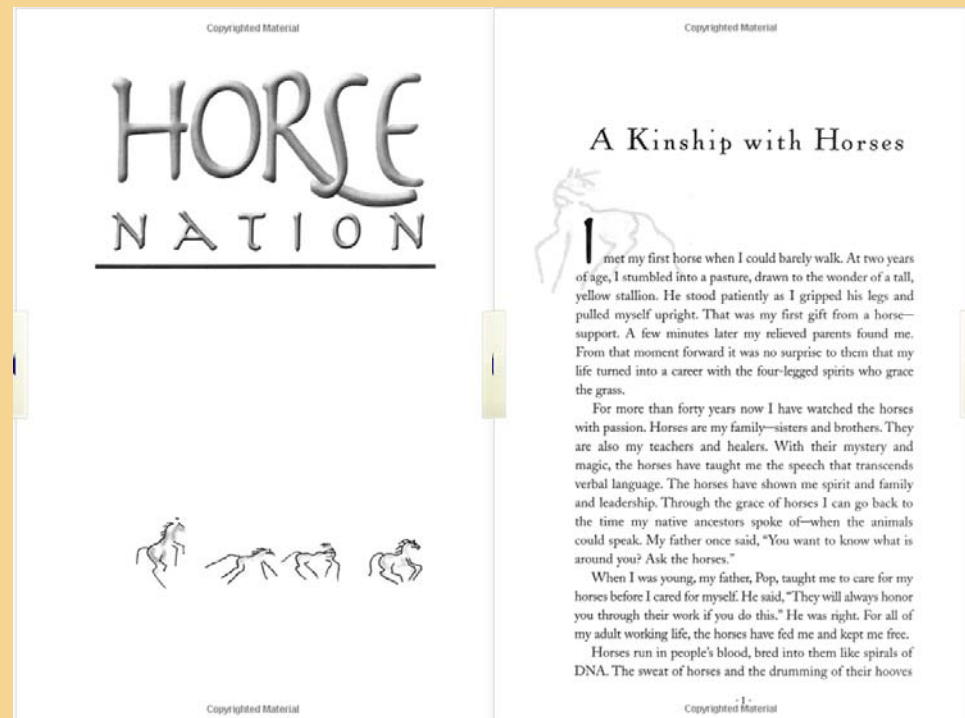 Copyrighted Material
HORSE
NATION
Copyrighted Material
Copyrighted Material
A Kinship with Horses
I met my first horse when I could barely walk. At two years
of age, I stumbled into a pasture, drawn to the wonder of a tall,
yellow stallion. He stood patiently as I gripped his legs and
pulled myself upright. That was my first gift from a horse—
support. A few minutes later my relieved parents found me.
From that moment forward it was no surprise to them that my
life turned into a career with the four-legged spirits who grace
the grass.
For more than forty years now I have watched the horses
with passion. Horses are my family—sisters and brothers. They
are also my teachers and healers. With their mystery and
magic, the horses have taught me the speech that transcends
verbal language. The horses have shown me spirit and family
and leadership. Through the grace of horses I can go back to
the time my native ancestors spoke of—when the animals
could speak. My father once said, “You want to know what is
around you? Ask the horses.”
When I was young, my father, Pop, taught me to care for my
horses before I cared for myself. He said, “They will always honor
you through their work if you do this.” He was right. For all of
my adult working life, the horses have fed me and kept me free.
Horses run in people’s blood, bred into them like spirals of
DNA. The sweat of horses and the drumming of their hooves
· 1 ·
Copyrighted Material